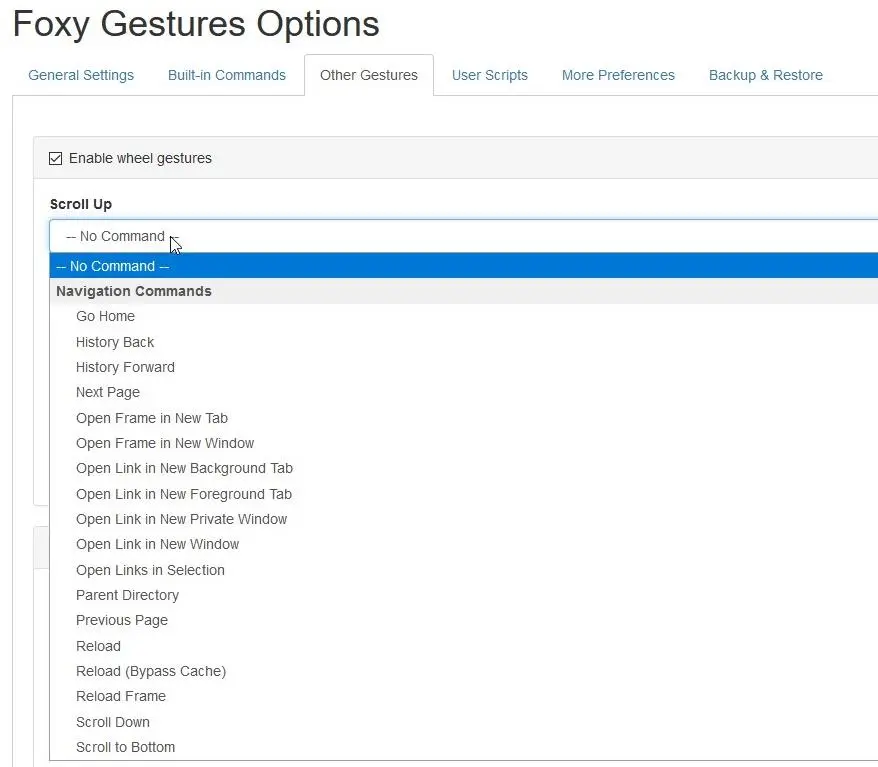 Foxy Gestures Options
General Settings Built-in Commands Other Gestures User Scripts More Preferences Backup & Restore
Enable wheel gestures
Scroll Up
-- No Command --
-- No Command --
Navigation Commands
Go Home
History Back
History Forward
Next Page
Open Frame in New Tab
Open Frame in New Window
Open Link in New Background Tab
Open Link in New Foreground Tab
Open Link in New Private Window
Open Link in New Window
Open Links in Selection
Parent Directory
Previous Page
Reload
Reload (Bypass Cache)
Reload Frame
Scroll Down
Scroll to Bottom